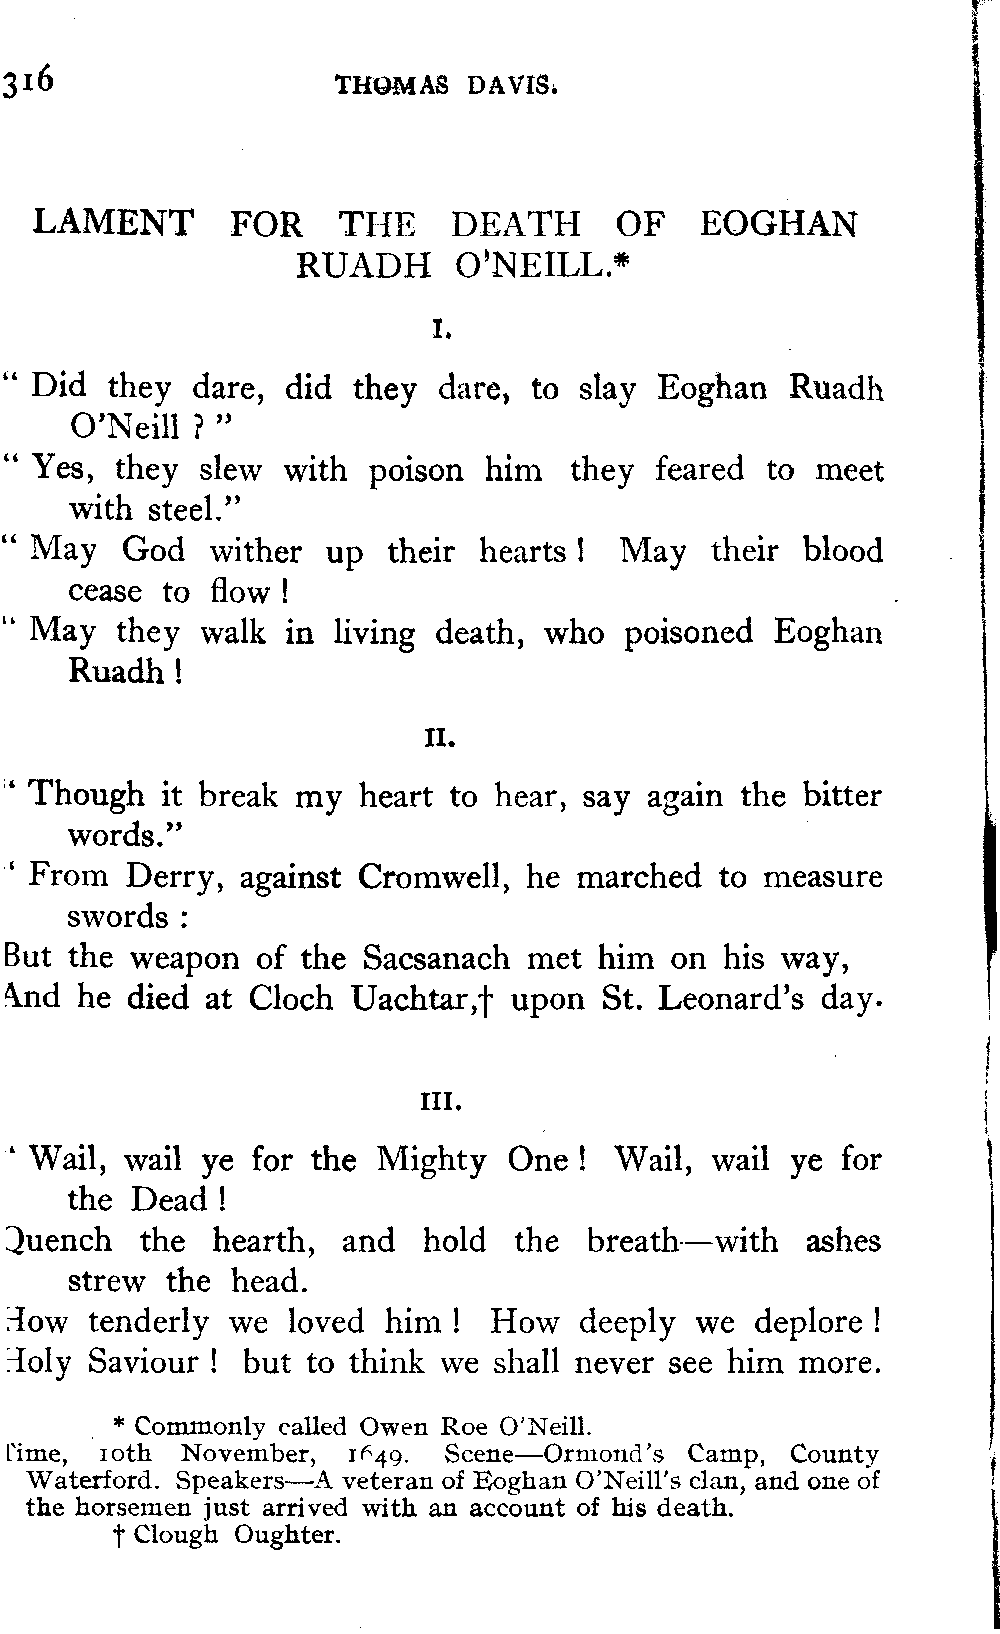 316 THOMAS DAVIS.
LAMENT FOR THE DEATH OF EOGHAN
RUADH O'NEILL.*
I.
" Did they dare, did they dare, to slay Eoghan Ruadh
O'Neill ? "
" Yes, they slew with poison him they feared to meet
with steel."
" May God wither up their hearts ! May their blood
cease to flow !
" May they walk in living death, who poisoned Eoghan
Ruadh !
II.
" Though it break my heart to hear, say again the bitter
words."
' From Derry, against Cromwell, he marched to measure
swords :
But the weapon of the Sacsanach met him on his way,
And he died at Cloch Uachtar,† upon St. Leonard's day.
III.
' Wail, wail ye for the Mighty One ! Wail, wail ye for
the Dead !
Quench the hearth, and hold the breath—with ashes
strew the head.
How tenderly we loved him ! How deeply we deplore !
Holy Saviour ! but to think we shall never see him more.
* Commonly called Owen Roe O'Neill.
Time, 10th November, 1649. Scene—Ormond's Camp, County
Waterford. Speakers—A veteran of Eoghan O'Neill's clan, and one of
the horsemen just arrived with an account of his death.
† Clough Oughter.